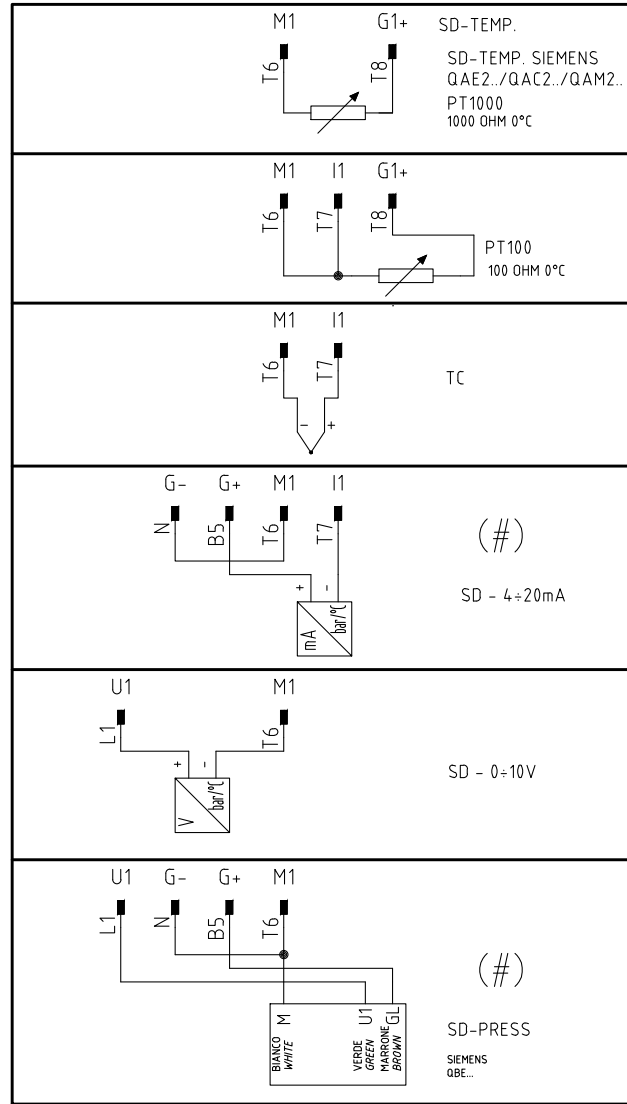 M1 G1+ SD-TEMP.
T6 T8
SD-TEMP. SIEMENS
QAE2../QAC2../QAM2..
PT1000
1000 OHM 0°C
M1 I1 G1+
T6 T7 T8
PT100
100 OHM 0°C
M1 I1
T6 T7
TC
- +
G- G+ M1 I1
N B5 T6 T7
(#)
+ -
mA bar/°C
SD - 4÷20mA
U1 M1
L1 T6
+ -
V bar/°C
SD - 0÷10V
U1 G- G+ M1
L1 N B5 T6
(#)
M U1 GL
BIANCO VERDE MARRONE
WHITE GREEN BROWN
SD-PRESS
SIEMENS
QBE...